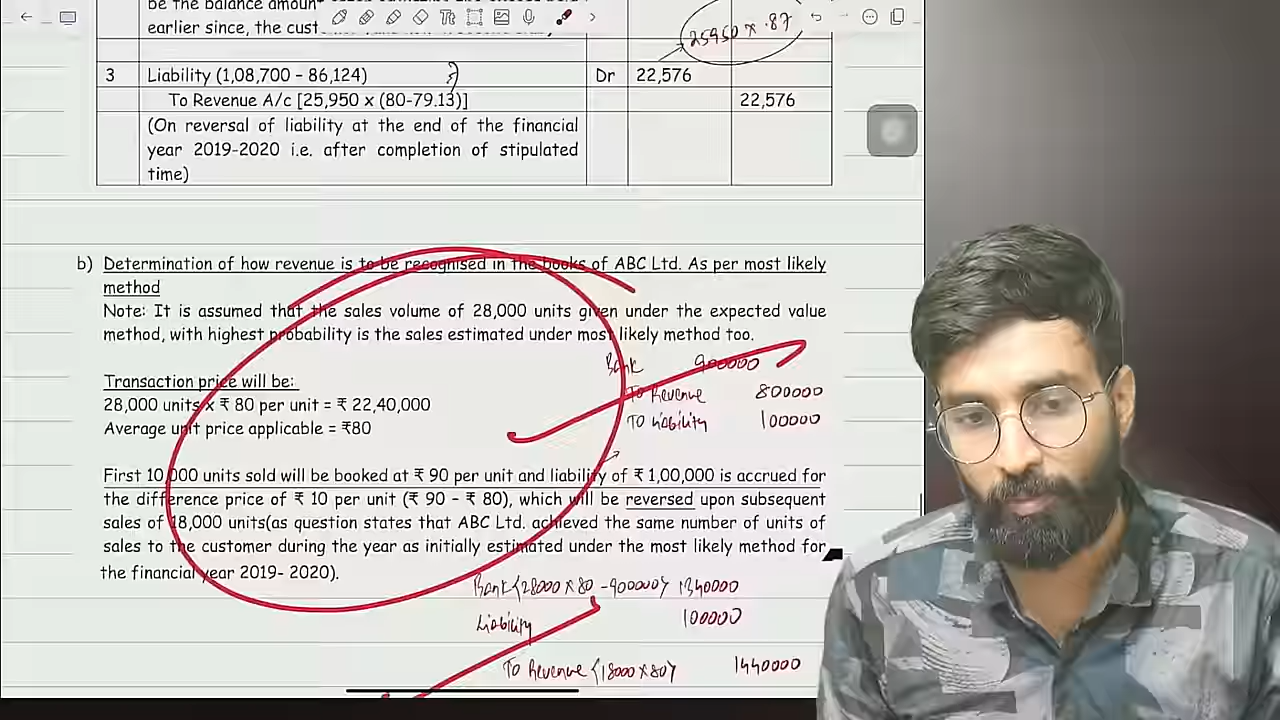 be the balance amount
earlier since, the
25950 x .87
3 Liability (1,08,700 – 86,124) Dr 22,576
To Revenue A/c [25,950 x (80-79.13)] 22,576
(On reversal of liability at the end of the financial
year 2019-2020 i.e. after completion of stipulated
time)
b) Determination of how revenue is to be recognised in the books of ABC Ltd. As per most likely
method
Note: It is assumed that the sales volume of 28,000 units given under the expected value
method, with highest probability is the sales estimated under most likely method too.
Bank 900000
Transaction price will be:
To Revenue 800000
28,000 units x ₹ 80 per unit = ₹ 22,40,000
To Liability 100000
Average unit price applicable = ₹80
First 10,000 units sold will be booked at ₹ 90 per unit and liability of ₹ 1,00,000 is accrued for
the difference price of ₹ 10 per unit (₹ 90 – ₹ 80), which will be reversed upon subsequent
sales of 18,000 units(as question states that ABC Ltd. achieved the same number of units of
sales to the customer during the year as initially estimated under the most likely method for
the financial year 2019- 2020).
Bank {28000 x 80 - 900000} 1340000
Liability 100000
To Revenue {18000 x 80} 1440000